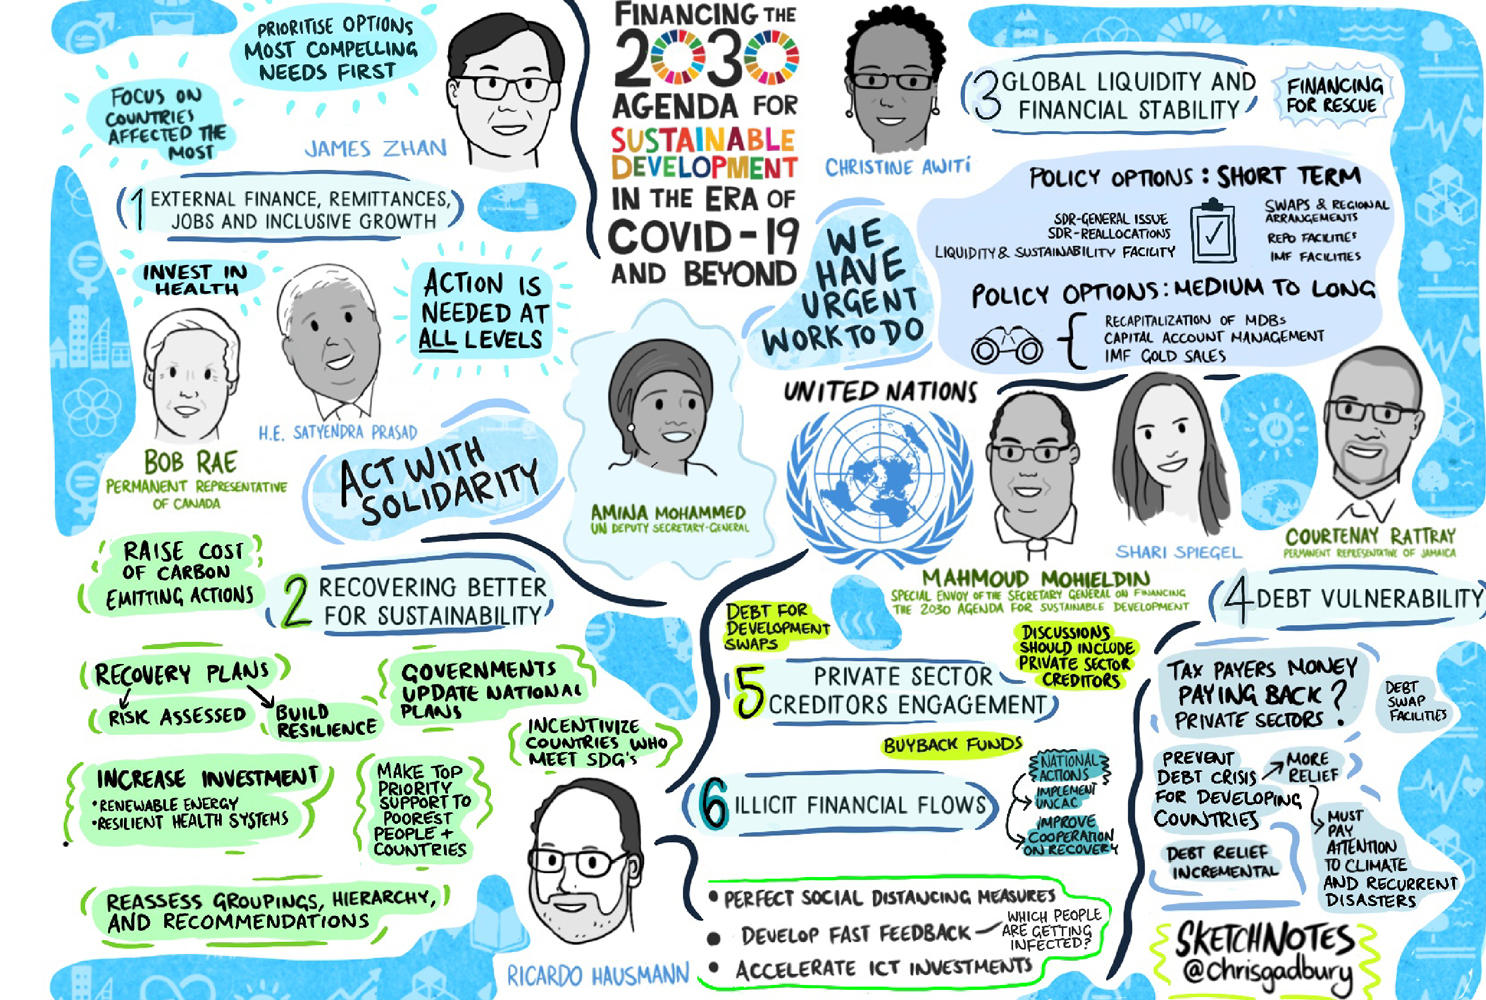 FINANCING THE
2030
AGENDA FOR
SUSTAINABLE
DEVELOPMENT
IN THE ERA OF
COVID-19
AND BEYOND
PRIORITISE OPTIONS
MOST COMPELLING
NEEDS FIRST
FOCUS ON
COUNTRIES
AFFECTED THE
MOST
JAMES ZHAN
1 EXTERNAL FINANCE, REMITTANCES,
JOBS AND INCLUSIVE GROWTH
INVEST IN
HEALTH
ACTION IS
NEEDED AT
ALL LEVELS
BOB RAE
PERMANENT REPRESENTATIVE
OF CANADA
H.E. SATYENDRA PRASAD
ACT WITH
SOLIDARITY
AMINA MOHAMMED
UN DEPUTY SECRETARY-GENERAL
WE
HAVE
URGENT
WORK TO DO
UNITED NATIONS
CHRISTINE AWITI
3 GLOBAL LIQUIDITY AND
FINANCIAL STABILITY
FINANCING
FOR RESCUE
POLICY OPTIONS: SHORT TERM
SDR-GENERAL ISSUE
SDR-REALLOCATIONS
LIQUIDITY & SUSTAINABILITY FACILITY
SWAPS & REGIONAL
ARRANGEMENTS
REPO FACILITIES
IMF FACILITIES
POLICY OPTIONS: MEDIUM TO LONG
RECAPITALIZATION OF MDBs
CAPITAL ACCOUNT MANAGEMENT
IMF GOLD SALES
MAHMOUD MOHIELDIN
SPECIAL ENVOY OF THE SECRETARY GENERAL ON FINANCING
THE 2030 AGENDA FOR SUSTAINABLE DEVELOPMENT
SHARI SPIEGEL
COURTENAY RATTRAY
PERMANENT REPRESENTATIVE OF JAMAICA
2 RECOVERING BETTER
FOR SUSTAINABILITY
RAISE COST
OF CARBON
EMITTING ACTIONS
RECOVERY PLANS
RISK ASSESSED
BUILD
RESILIENCE
GOVERNMENTS
UPDATE NATIONAL
PLANS
INCENTIVIZE
COUNTRIES WHO
MEET SDG's
INCREASE INVESTMENT
• RENEWABLE ENERGY
• RESILIENT HEALTH SYSTEMS
MAKE TOP
PRIORITY
SUPPORT TO
POOREST
PEOPLE +
COUNTRIES
REASSESS GROUPINGS, HIERARCHY,
AND RECOMMENDATIONS
RICARDO HAUSMANN
4 DEBT VULNERABILITY
TAX PAYERS MONEY
PAYING BACK
PRIVATE SECTORS?
DEBT
SWAP
FACILITIES
PREVENT
DEBT CRISIS
FOR DEVELOPING
COUNTRIES
MORE
RELIEF
MUST
PAY
ATTENTION
TO CLIMATE
AND RECURRENT
DISASTERS
DEBT RELIEF
INCREMENTAL
DEBT FOR
DEVELOPMENT
SWAPS
DISCUSSIONS
SHOULD INCLUDE
PRIVATE SECTOR
CREDITORS
5 PRIVATE SECTOR
CREDITORS ENGAGEMENT
BUYBACK FUNDS
6 ILLICIT FINANCIAL FLOWS
NATIONAL
ACTIONS
IMPLEMENT
UNCAC
IMPROVE
COOPERATION
ON RECOVERY
• PERFECT SOCIAL DISTANCING MEASURES
• DEVELOP FAST FEEDBACK
WHICH PEOPLE
ARE GETTING
INFECTED?
• ACCELERATE ICT INVESTMENTS
SKETCHNOTES
@chrisgadbury